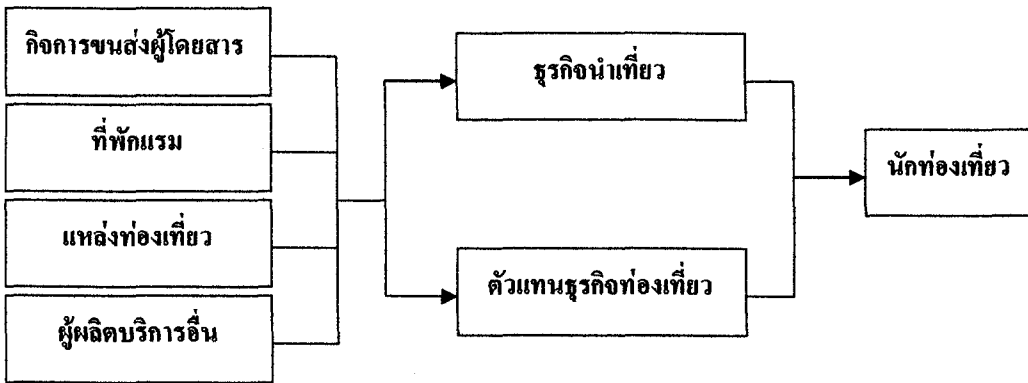 กิจการขนส่งผู้โดยสาร
ที่พักแรม
แหล่งท่องเที่ยว
ผู้ผลิตบริการอื่น
ธุรกิจนำเที่ยว
ตัวแทนธุรกิจท่องเที่ยว
นักท่องเที่ยว